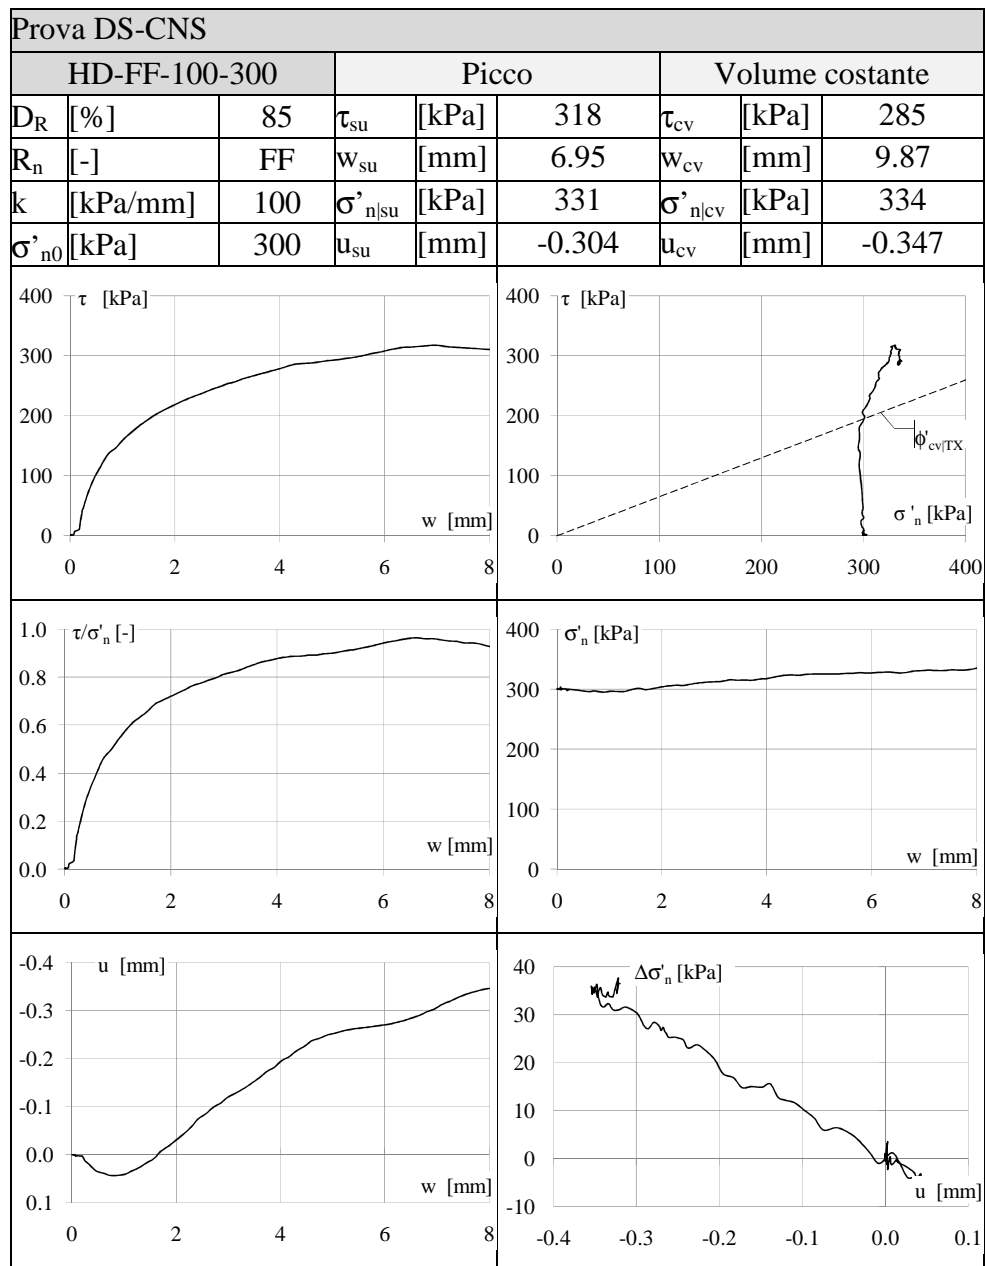 Prova DS-CNS
HD-FF-100-300 Picco Volume costante
D_R [%] 85 τ_su [kPa] 318 τ_cv [kPa] 285
R_n [-] FF w_su [mm] 6.95 w_cv [mm] 9.87
k [kPa/mm] 100 σ’_n|su [kPa] 331 σ’_n|cv [kPa] 334
σ’_n0 [kPa] 300 u_su [mm] -0.304 u_cv [mm] -0.347
τ [kPa]
400
300
200
100
0
w [mm]
0 2 4 6 8
τ [kPa]
400
300
200
100
0
ϕ'_cv|TX
σ '_n [kPa]
0 100 200 300 400
τ/σ'_n [-]
1.0
0.8
0.6
0.4
0.2
0.0
w [mm]
0 2 4 6 8
σ'_n [kPa]
400
300
200
100
0
w [mm]
0 2 4 6 8
u [mm]
-0.4
-0.3
-0.2
-0.1
0.0
0.1
w [mm]
0 2 4 6 8
Δσ'_n [kPa]
40
30
20
10
0
-10
u [mm]
-0.4 -0.3 -0.2 -0.1 0.0 0.1